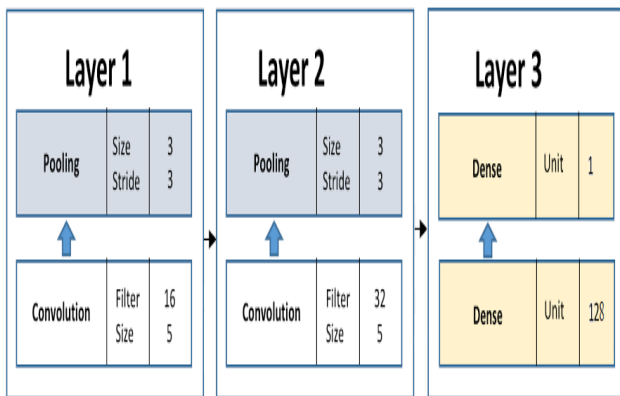 Layer 1
Pooling
Size 3
Stride 3
Convolution
Filter 16
Size 5
Layer 2
Pooling
Size 3
Stride 3
Convolution
Filter 32
Size 5
Layer 3
Dense Unit 1
Dense Unit 128